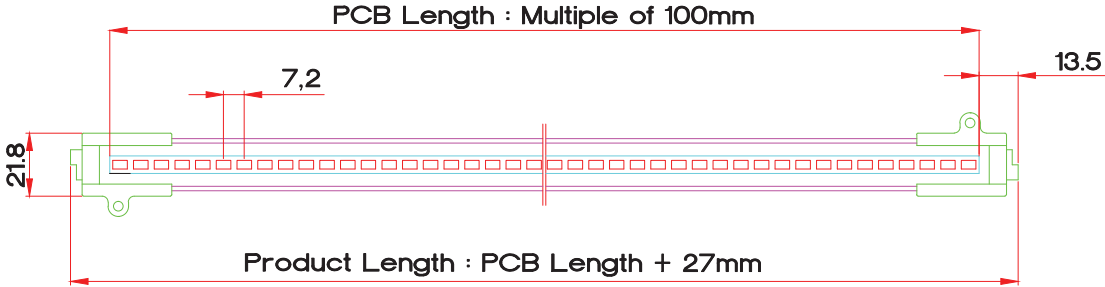 PCB Length : Multiple of 100mm
13.5
7,2
21.8
Product Length : PCB Length + 27mm